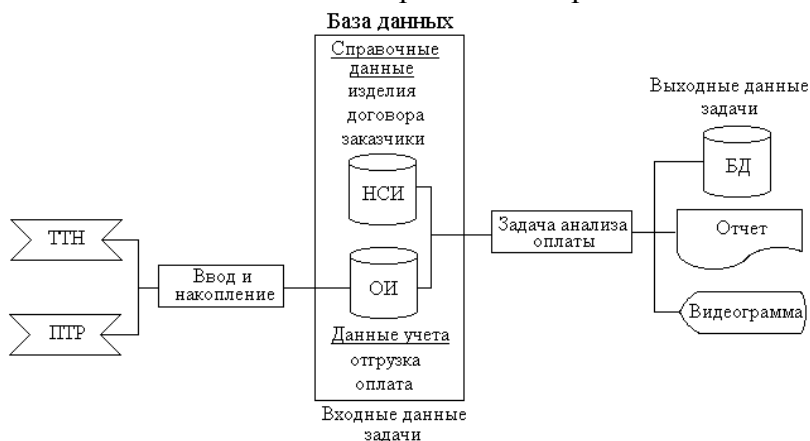 База данных
Справочные
данные
изделия
договора
заказчики
НСИ
ТТН
ПТР
Ввод и
накопление
ОИ
Данные учета
отгрузка
оплата
Входные данные
задачи
Задача анализа
оплаты
Выходные данные
задачи
БД
Отчет
Видеограмма